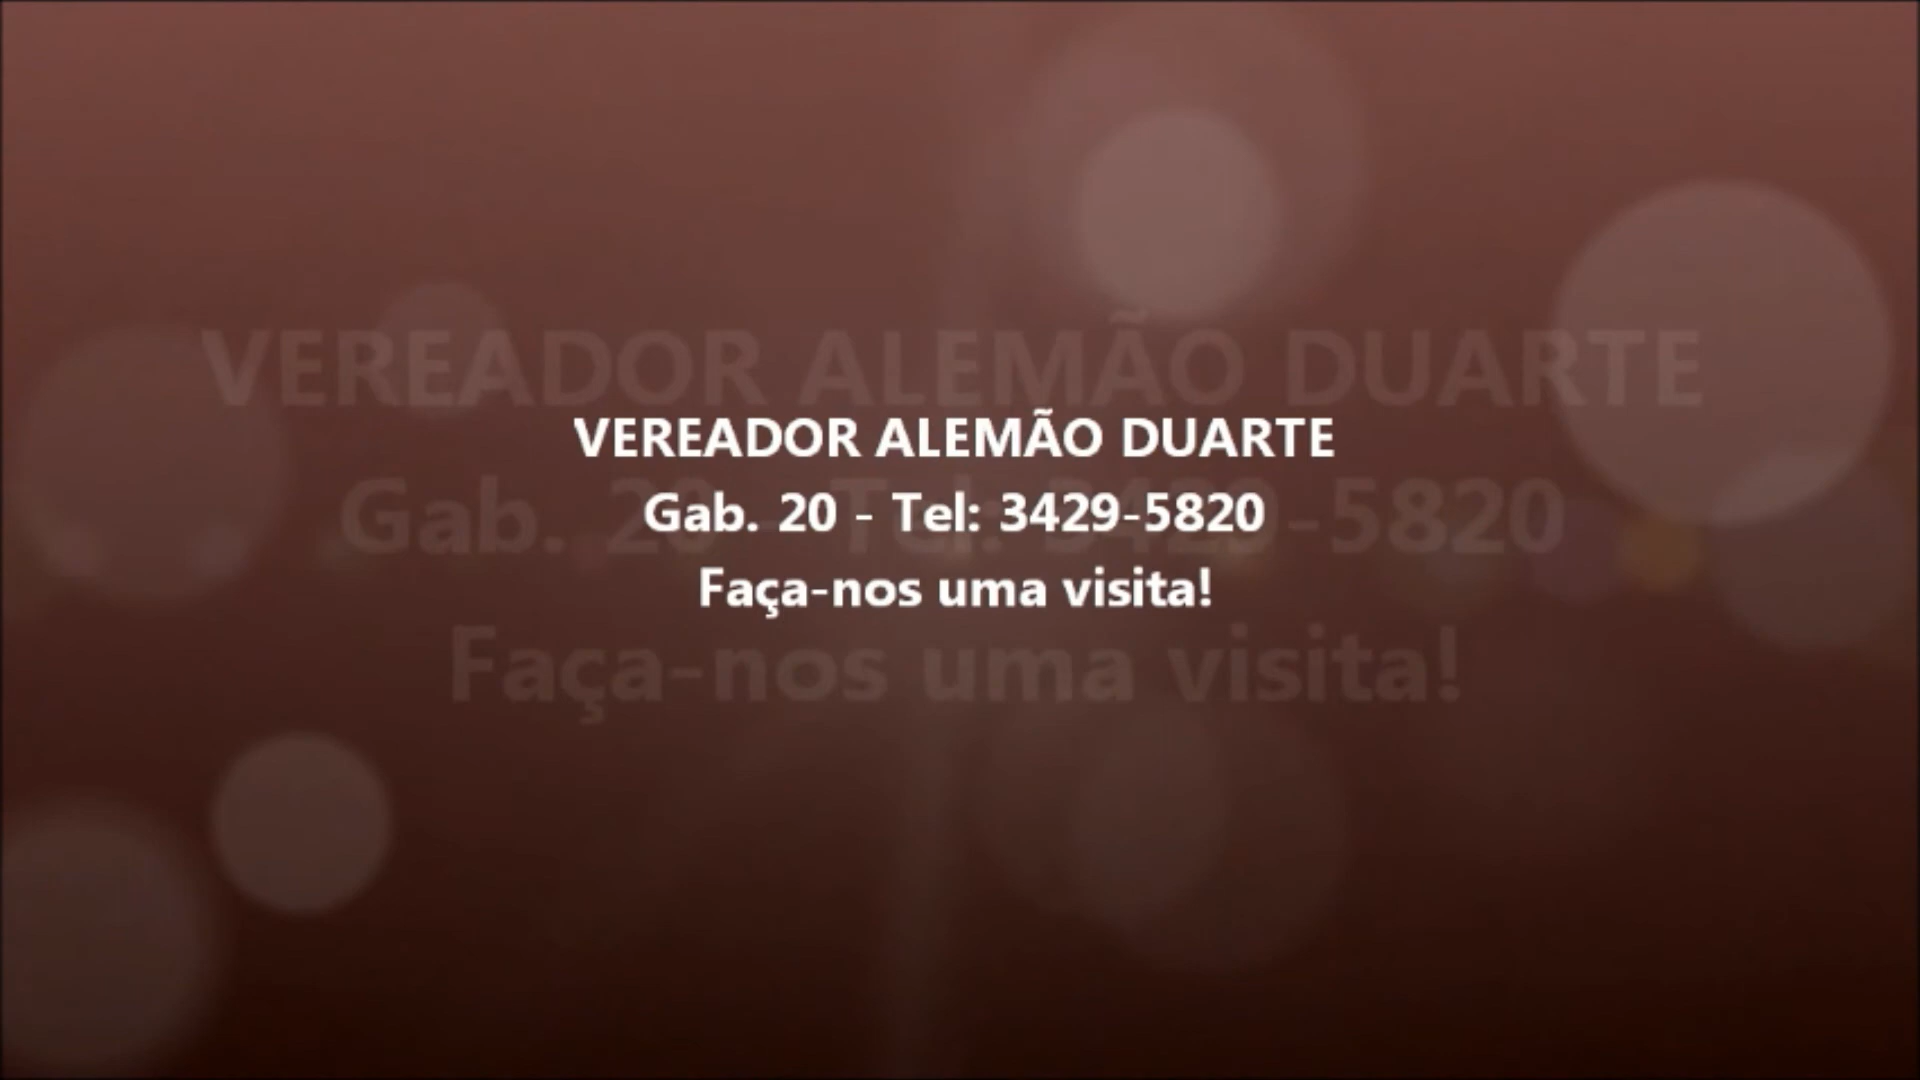 VEREADOR ALEMÃO DUARTE
Gab. 20 - Tel: 3429-5820
Faça-nos uma visita!